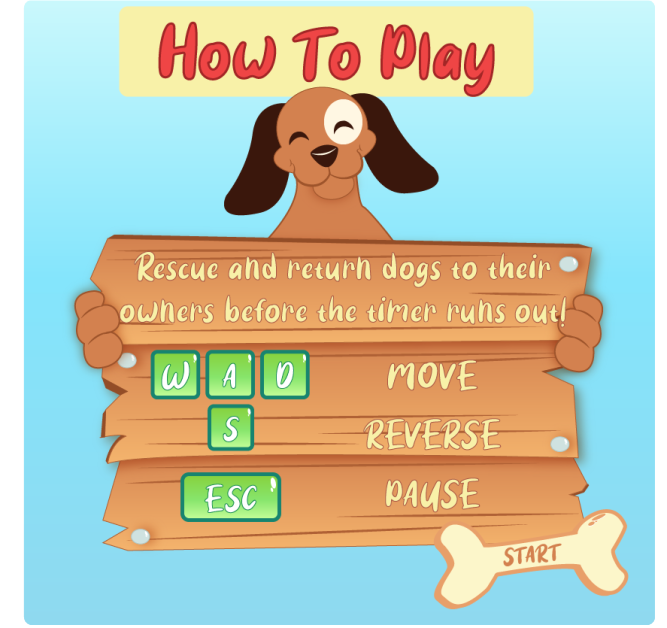 How To Play
Rescue and return dogs to their
owners before the timer runs out!
W A D MOVE
S REVERSE
ESC PAUSE
START